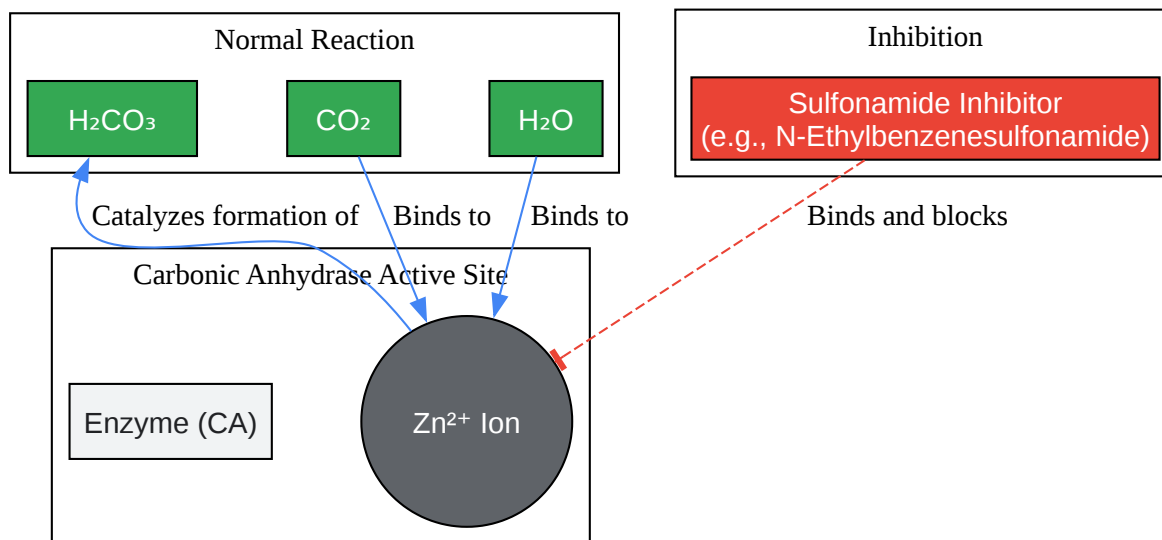 Normal Reaction
H₂CO₃
CO₂
H₂O
Inhibition
Sulfonamide Inhibitor
(e.g., N-Ethylbenzenesulfonamide)
Catalyzes formation of
Binds to
Binds to
Binds and blocks
Carbonic Anhydrase Active Site
Enzyme (CA)
Zn²⁺ Ion